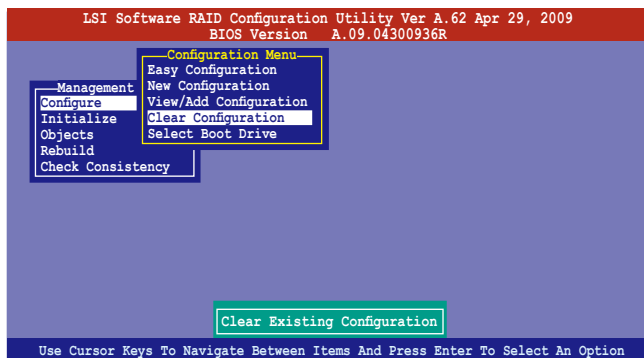 LSI Software RAID Configuration Utility Ver A.62 Apr 29, 2009
BIOS Version A.09.04300936R
Configuration Menu
Easy Configuration
New Configuration
View/Add Configuration
Clear Configuration
Select Boot Drive
Management
Configure
Initialize
Objects
Rebuild
Check Consistency
Clear Existing Configuration
Use Cursor Keys To Navigate Between Items And Press Enter To Select An Option